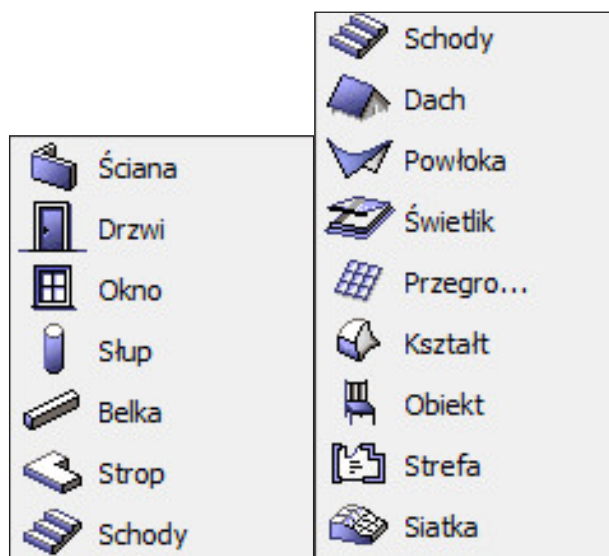 Ściana
Drzwi
Okno
Słup
Belka
Strop
Schody
Schody
Dach
Powłoka
Świetlik
Przegro...
Kształt
Obiekt
Strefa
Siatka